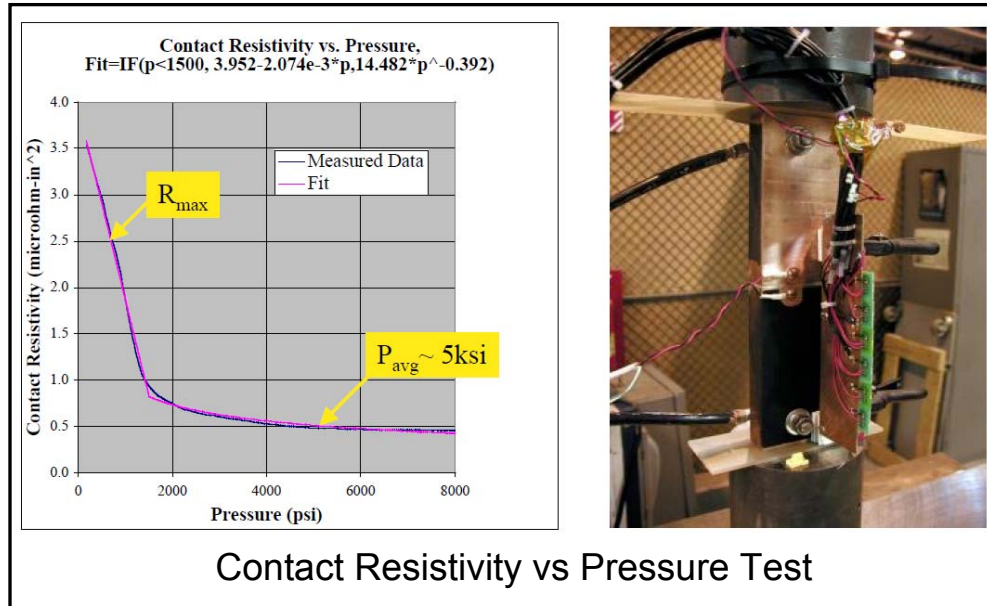 Contact Resistivity vs. Pressure,
Fit=IF(p<1500, 3.952-2.074e-3*p,14.482*p^-0.392)
Contact Resistivity (microohm-in^2)
4.0
3.5
3.0
2.5
2.0
1.5
1.0
0.5
0.0
Measured Data
Fit
Rmax
Pavg~ 5ksi
0 2000 4000 6000 8000
Pressure (psi)
Contact Resistivity vs Pressure Test